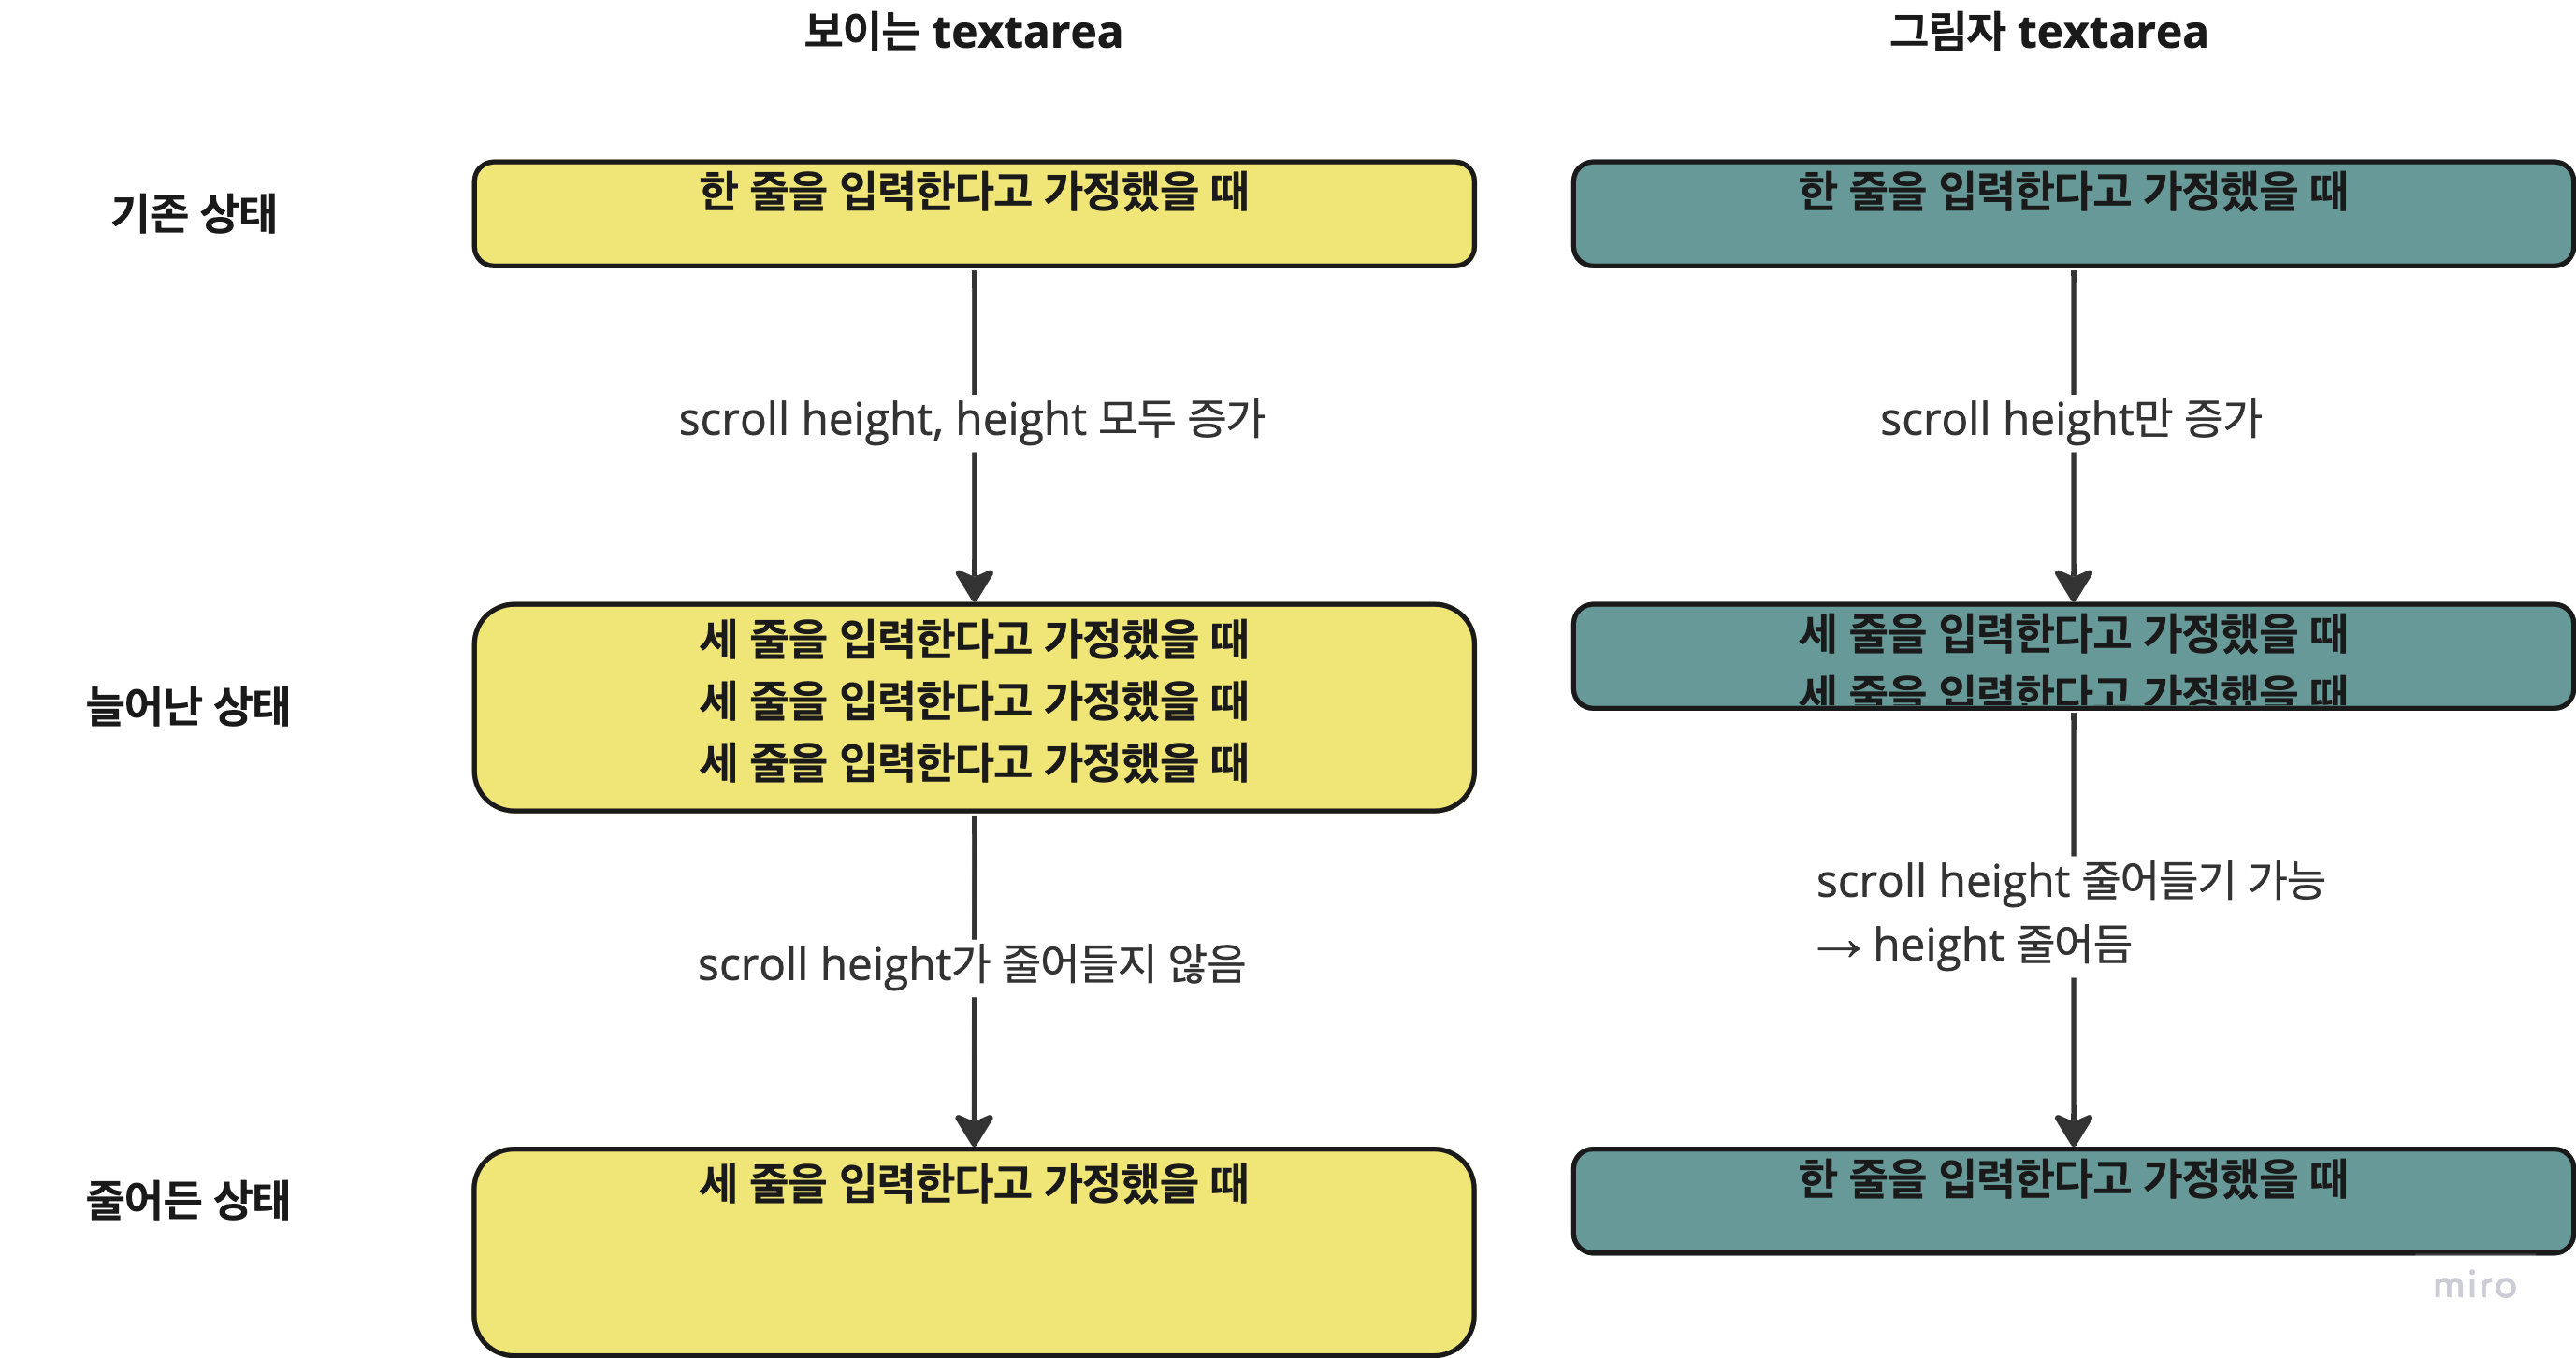 보이는 textarea
그림자 textarea
기존 상태
한 줄을 입력한다고 가정했을 때
한 줄을 입력한다고 가정했을 때
scroll height, height 모두 증가
scroll height만 증가
늘어난 상태
세 줄을 입력한다고 가정했을 때
세 줄을 입력한다고 가정했을 때
세 줄을 입력한다고 가정했을 때
세 줄을 입력한다고 가정했을 때
세 줄을 입력한다고 가정했을 때
scroll height가 줄어들지 않음
scroll height 줄어들기 가능
→ height 줄어듬
줄어든 상태
세 줄을 입력한다고 가정했을 때
한 줄을 입력한다고 가정했을 때
miro